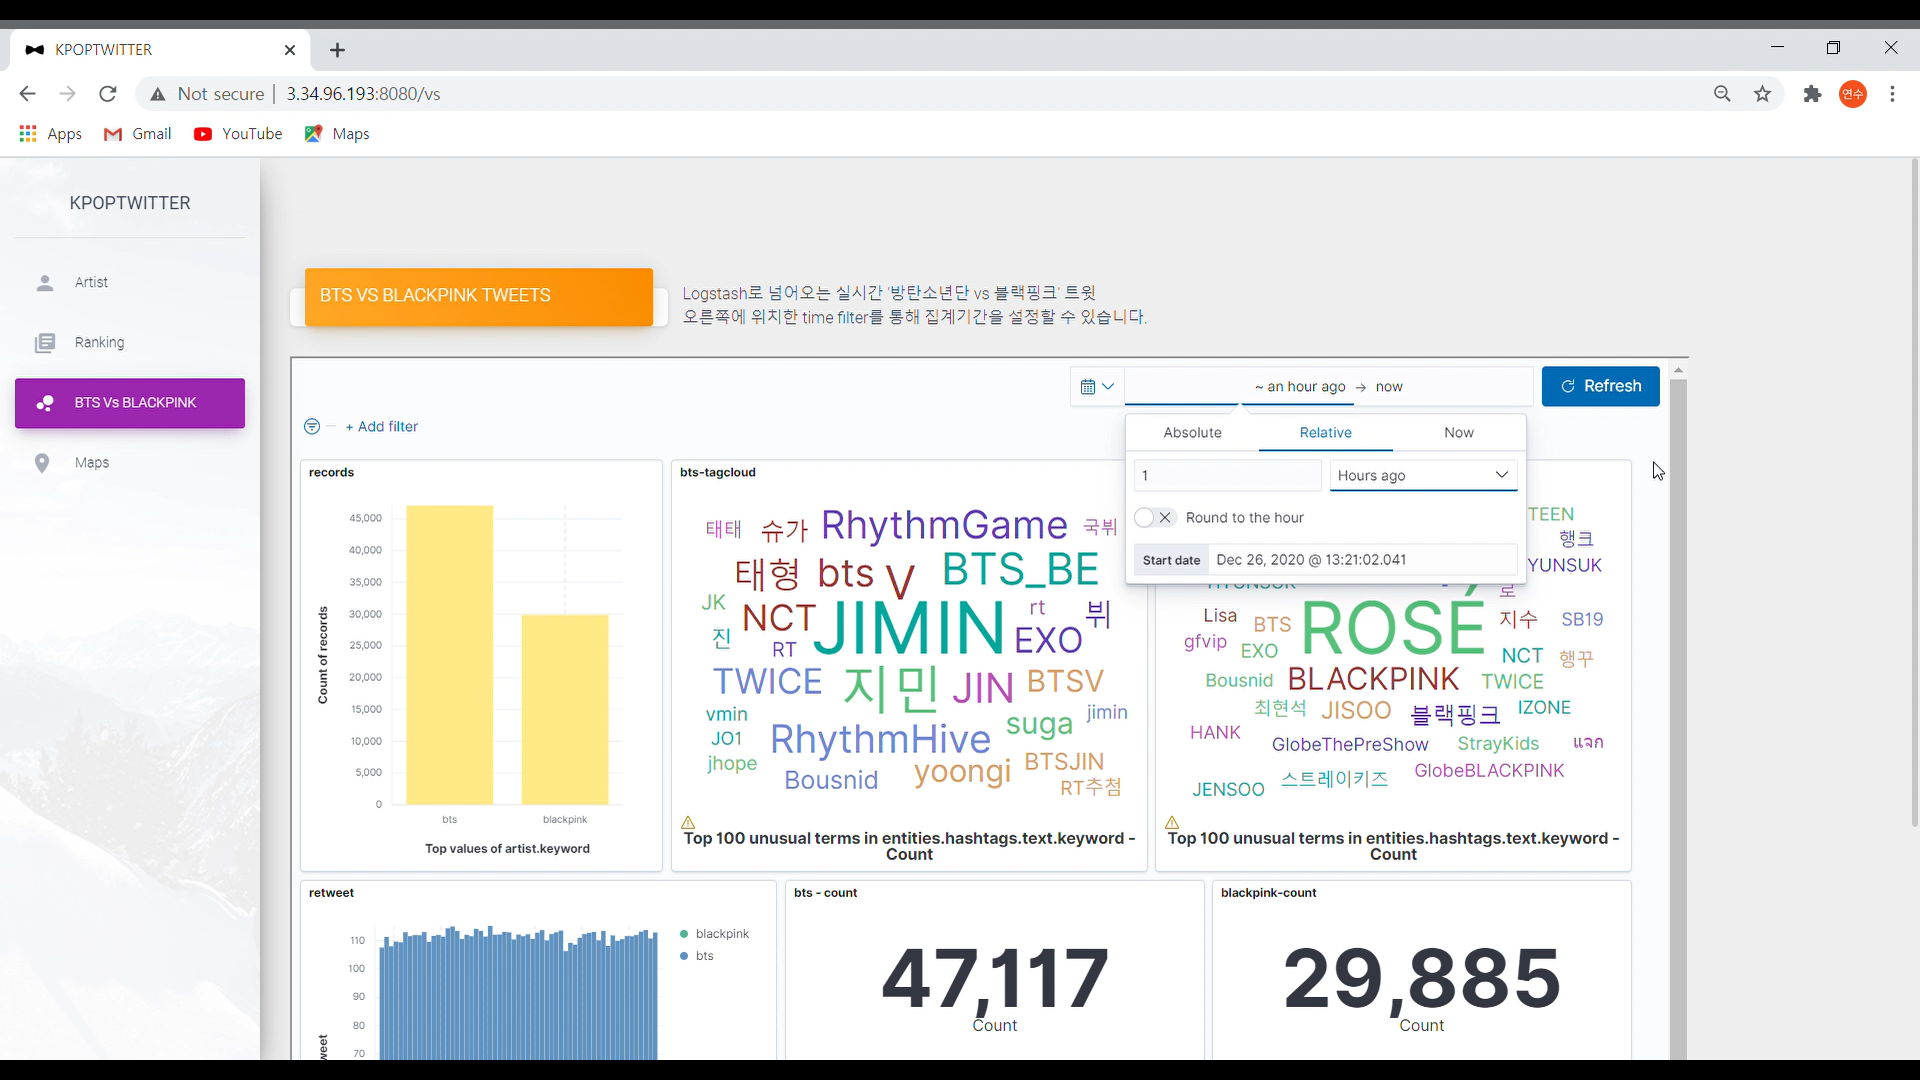 KPOPTWITTER
Not secure | 3.34.96.193:8080/vs
연수
Apps
Gmail
YouTube
Maps
KPOPTWITTER
Artist
Ranking
BTS Vs BLACKPINK
Maps
BTS VS BLACKPINK TWEETS
Logstash로 넘어오는 실시간 '방탄소년단 vs 블랙핑크' 트윗
오른쪽에 위치한 time filter를 통해 집계기간을 설정할 수 있습니다.
~ an hour ago → now
Refresh
+ Add filter
Absolute
Relative
Now
1
Hours ago
Round to the hour
Start date
Dec 26, 2020 @ 13:21:02.041
records
45,000
40,000
35,000
30,000
25,000
20,000
15,000
10,000
5,000
0
Count of records
bts
blackpink
Top values of artist.keyword
bts-tagcloud
태태
슈가
RhythmGame
국뷔
태형
bts
V
BTS_BE
JK
NCT
JIMIN
rt
뷔
진
RT
EXO
TWICE
지민
JIN
BTSV
vmin
suga
jimin
JO1
RhythmHive
jhope
Bousnid
yoongi
BTSJIN
RT추첨
Top 100 unusual terms in entities.hashtags.text.keyword -
Count
TEEN
행크
YUNSUK
Lisa
BTS
ROSÉ
지수
SB19
gfvip
EXO
NCT
행꾸
Bousnid
BLACKPINK
TWICE
최현석
JISOO
블랙핑크
IZONE
HANK
GlobeThePreShow
StrayKids
แจก
JENSOO
스트레이키즈
GlobeBLACKPINK
Top 100 unusual terms in entities.hashtags.text.keyword -
Count
retweet
110
100
90
80
70
blackpink
bts
bts - count
47,117
Count
blackpink-count
29,885
Count